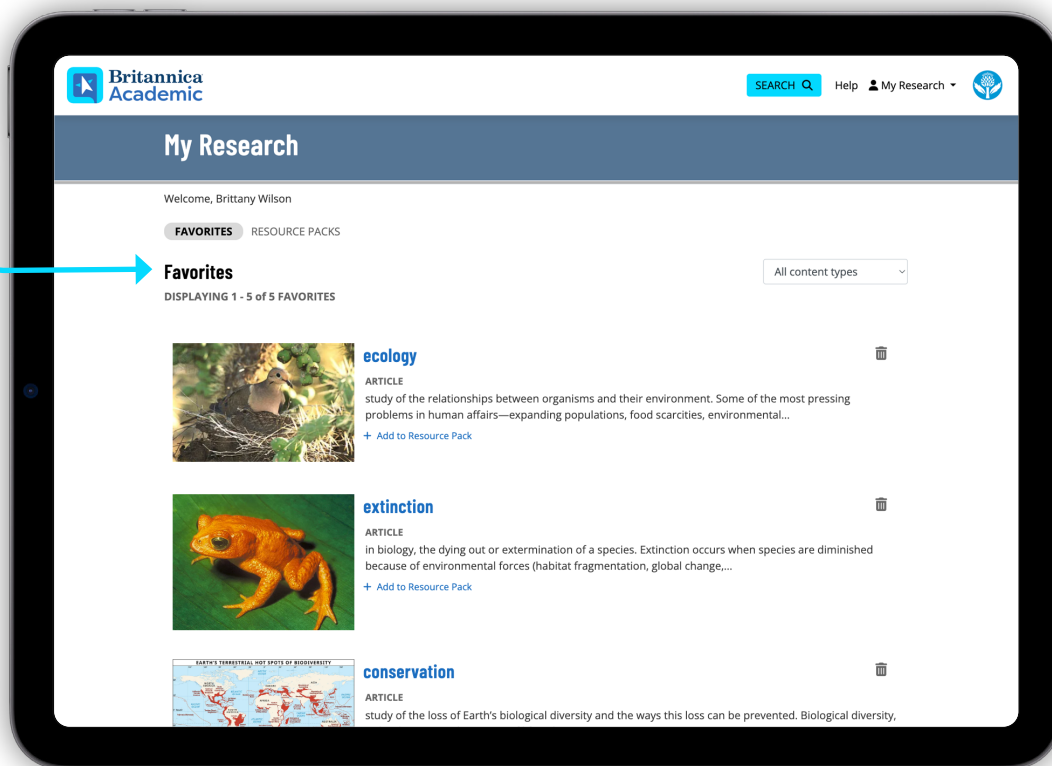 Britannica
Academic
SEARCH
Help
My Research
My Research
Welcome, Brittany Wilson
FAVORITES
RESOURCE PACKS
Favorites
All content types
DISPLAYING 1 - 5 of 5 FAVORITES
ecology
ARTICLE
study of the relationships between organisms and their environment. Some of the most pressing
problems in human affairs—expanding populations, food scarcities, environmental...
+ Add to Resource Pack
extinction
ARTICLE
in biology, the dying out or extermination of a species. Extinction occurs when species are diminished
because of environmental forces (habitat fragmentation, global change,...
+ Add to Resource Pack
EARTH'S TERRESTRIAL HOT SPOTS OF BIODIVERSITY
conservation
ARTICLE
study of the loss of Earth's biological diversity and the ways this loss can be prevented. Biological diversity,